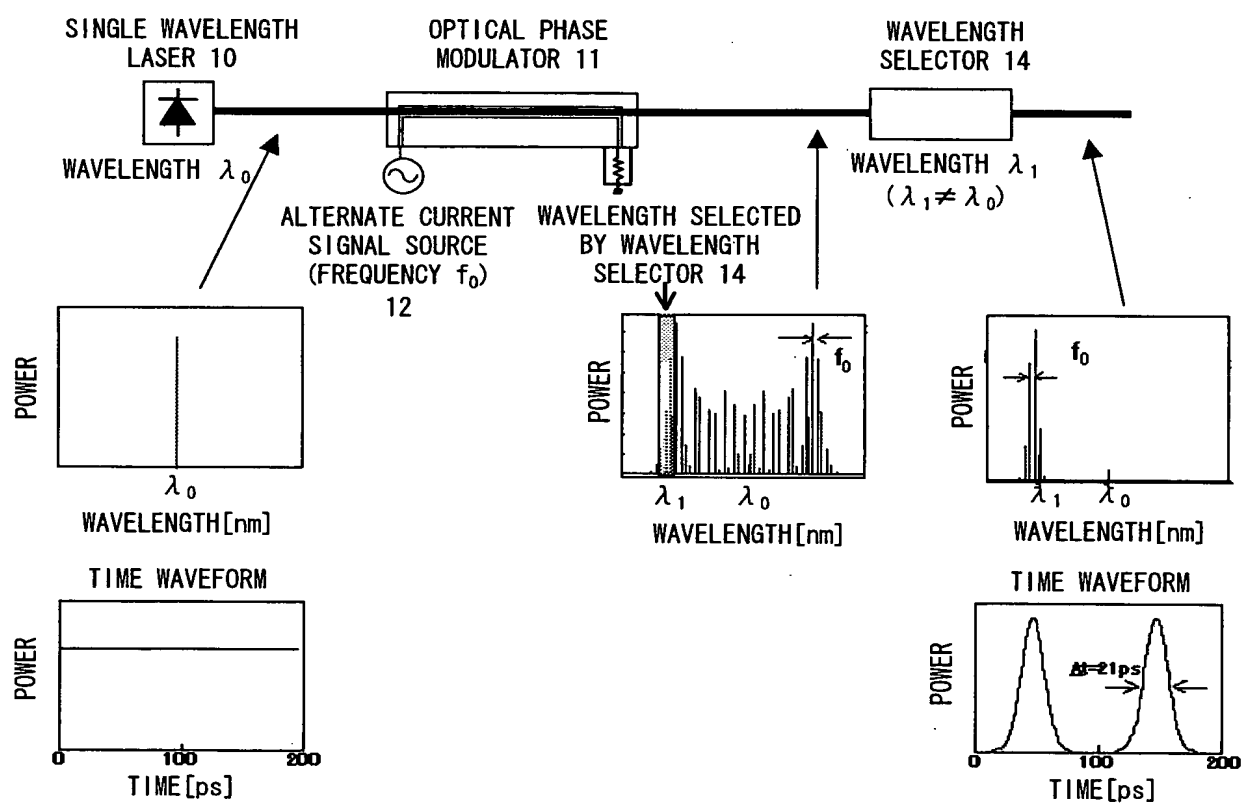 SINGLE WAVELENGTH
LASER 10
OPTICAL PHASE
MODULATOR 11
WAVELENGTH
SELECTOR 14
WAVELENGTH λ₀
WAVELENGTH λ₁
(λ₁≠λ₀)
ALTERNATE CURRENT
SIGNAL SOURCE
(FREQUENCY f₀)
12
WAVELENGTH SELECTED
BY WAVELENGTH
SELECTOR 14
POWER
λ₀
WAVELENGTH[nm]
POWER
f₀
λ₁ λ₀
WAVELENGTH[nm]
POWER
f₀
λ₁ λ₀
WAVELENGTH[nm]
TIME WAVEFORM
POWER
0 100 200
TIME[ps]
TIME WAVEFORM
POWER
Δt=21ps
0 100 200
TIME[ps]